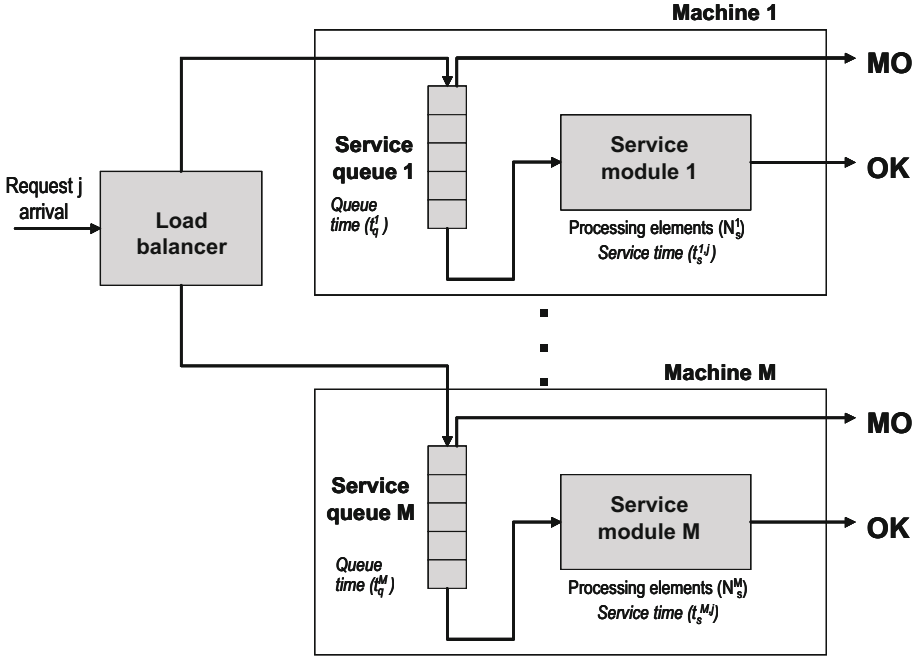 Machine 1
MO
Service
queue 1
Queue
time (t_q^1)
Service
module 1
OK
Processing elements (N_s^1)
Service time (t_s^{1,j})
Request j
arrival
Load
balancer
Machine M
MO
Service
queue M
Queue
time (t_q^M)
Service
module M
OK
Processing elements (N_s^M)
Service time (t_s^{M,j})